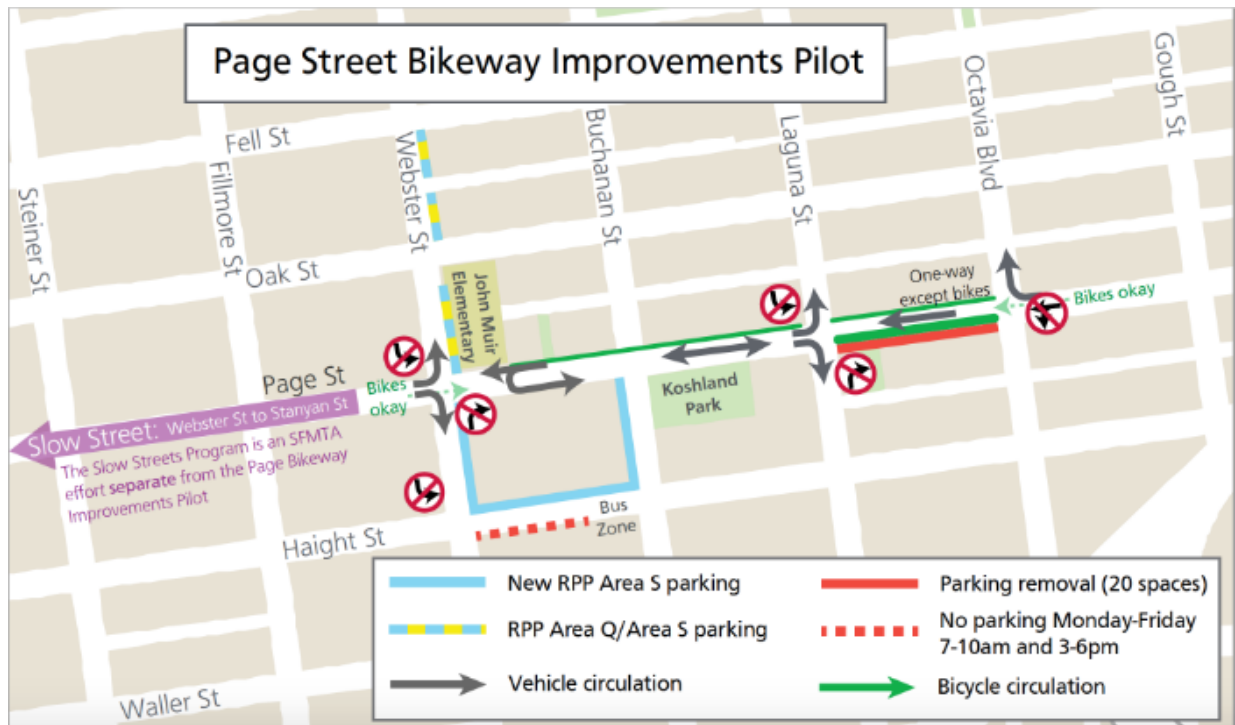 Page Street Bikeway Improvements Pilot
Gough St
Octavia Blvd
Laguna St
Buchanan St
Webster St
Fell St
Fillmore St
Steiner St
Oak St
John Muir
Elementary
One-way
except bikes
Bikes okay
Page St
Bikes
okay
Koshland
Park
Slow Street: Webster St to Stanyan St
The Slow Streets Program is an SFMTA
effort separate from the Page Bikeway
Improvements Pilot
Bus
Zone
Haight St
Waller St
New RPP Area S parking
RPP Area Q/Area S parking
Vehicle circulation
Parking removal (20 spaces)
No parking Monday-Friday
7-10am and 3-6pm
Bicycle circulation